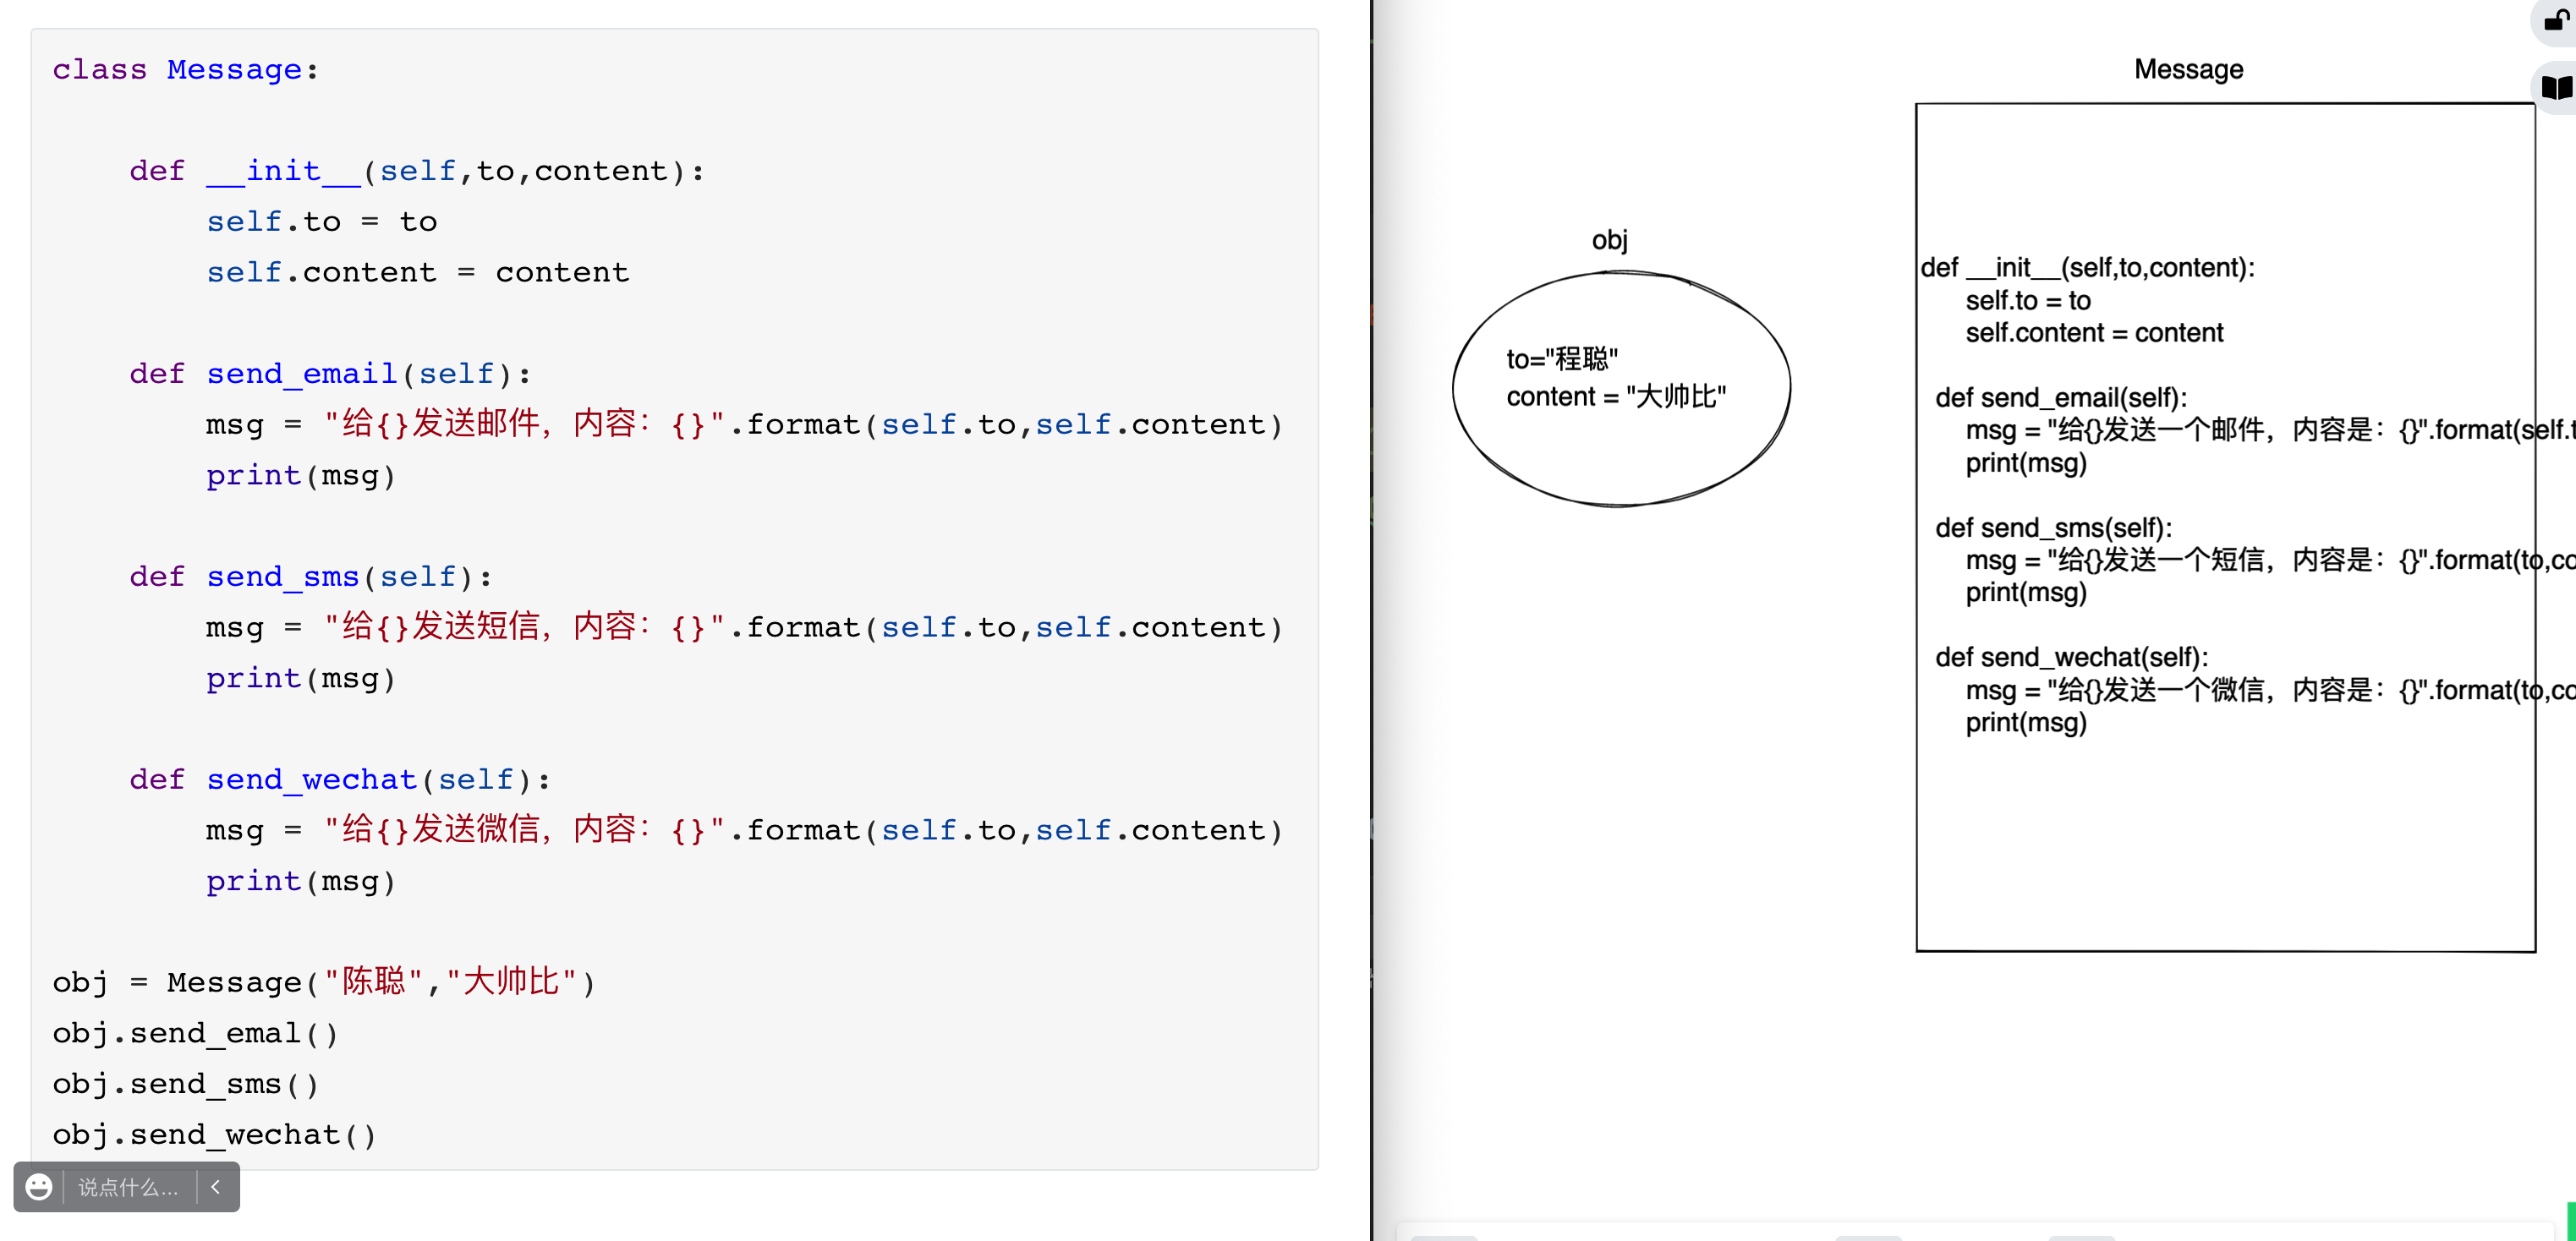 class Message:
def __init__(self,to,content):
self.to = to
self.content = content
def send_email(self):
msg = "给{}发送邮件，内容：{}".format(self.to,self.content)
print(msg)
def send_sms(self):
msg = "给{}发送短信，内容：{}".format(self.to,self.content)
print(msg)
def send_wechat(self):
msg = "给{}发送微信，内容：{}".format(self.to,self.content)
print(msg)
obj = Message("陈聪","大帅比")
obj.send_emal()
obj.send_sms()
obj.send_wechat()
说点什么...
obj
to="程聪"
content = "大帅比"
Message
def __init__(self,to,content):
self.to = to
self.content = content
def send_email(self):
msg = "给{}发送一个邮件，内容是：{}".format(self.t
print(msg)
def send_sms(self):
msg = "给{}发送一个短信，内容是：{}".format(to,co
print(msg)
def send_wechat(self):
msg = "给{}发送一个微信，内容是：{}".format(to,co
print(msg)